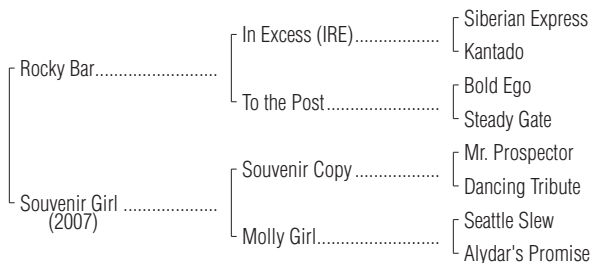 Siberian Express
In Excess (IRE)..................
Kantado
Rocky Bar..........................
Bold Ego
To the Post........................
Steady Gate
Mr. Prospector
Souvenir Copy..................
Dancing Tribute
Souvenir Girl ....................
(2007)
Seattle Slew
Molly Girl..........................
Alydar's Promise